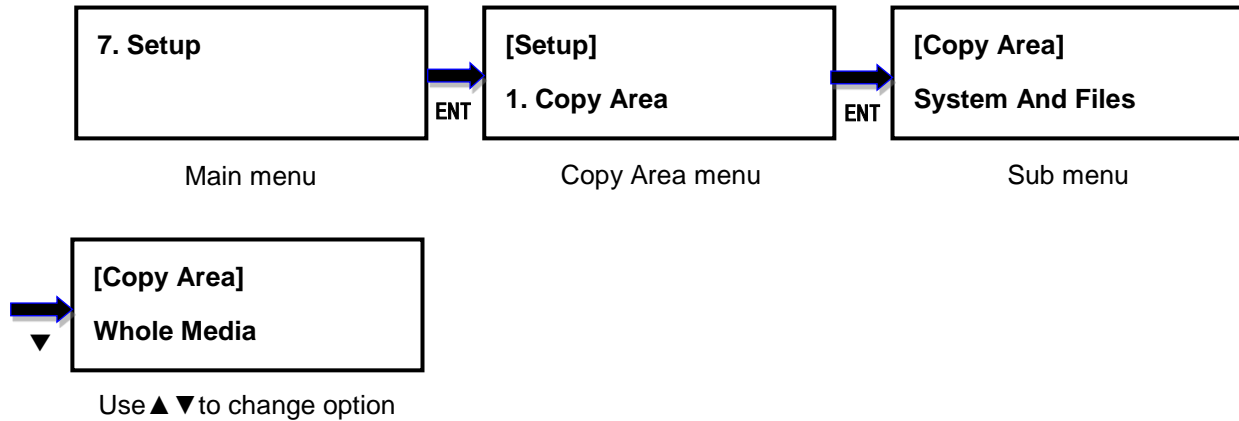 7. Setup
ENT
[Setup]
1. Copy Area
ENT
[Copy Area]
System And Files
Main menu
Copy Area menu
Sub menu
▼
[Copy Area]
Whole Media
Use▲▼to change option